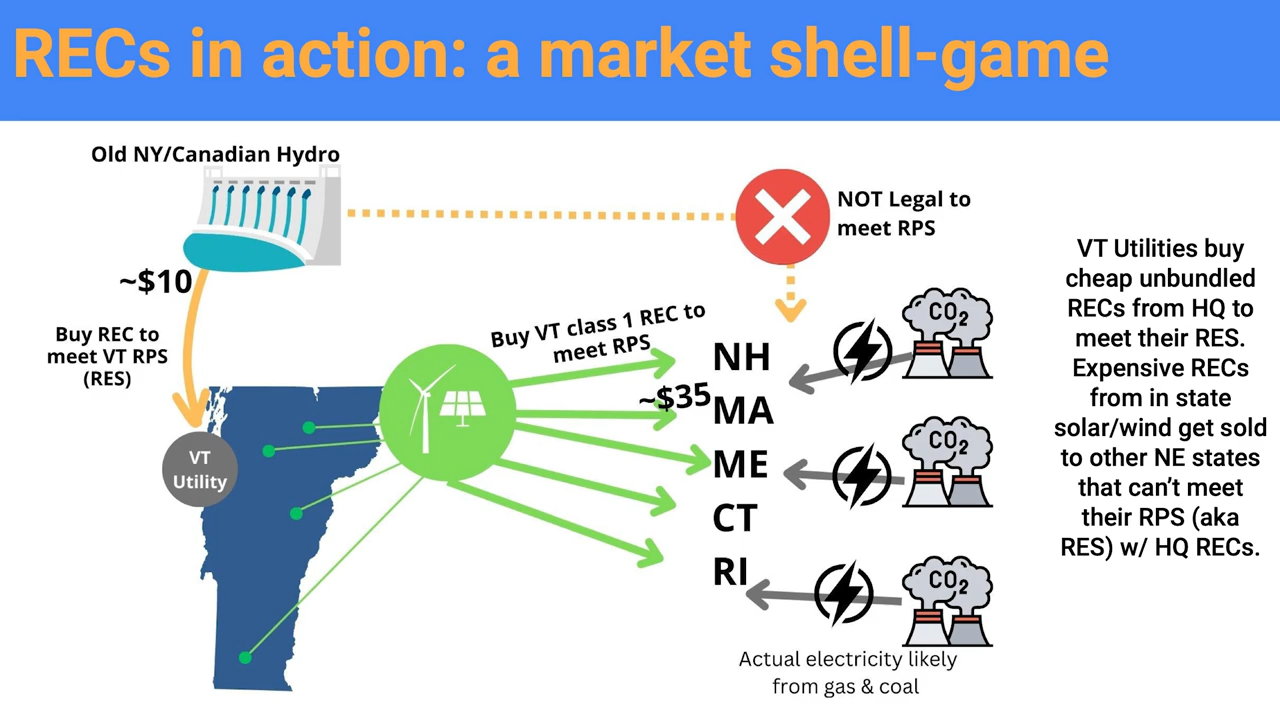 RECs in action: a market shell-game
Old NY/Canadian Hydro
~$10
Buy REC to
meet VT RPS
(RES)
VT
Utility
Buy VT class 1 REC to
meet RPS
~$35
NOT Legal to
meet RPS
NH
MA
ME
CT
RI
CO2
CO2
CO2
Actual electricity likely
from gas & coal
VT Utilities buy
cheap unbundled
RECs from HQ to
meet their RES.
Expensive RECs
from in state
solar/wind get sold
to other NE states
that can’t meet
their RPS (aka
RES) w/ HQ RECs.